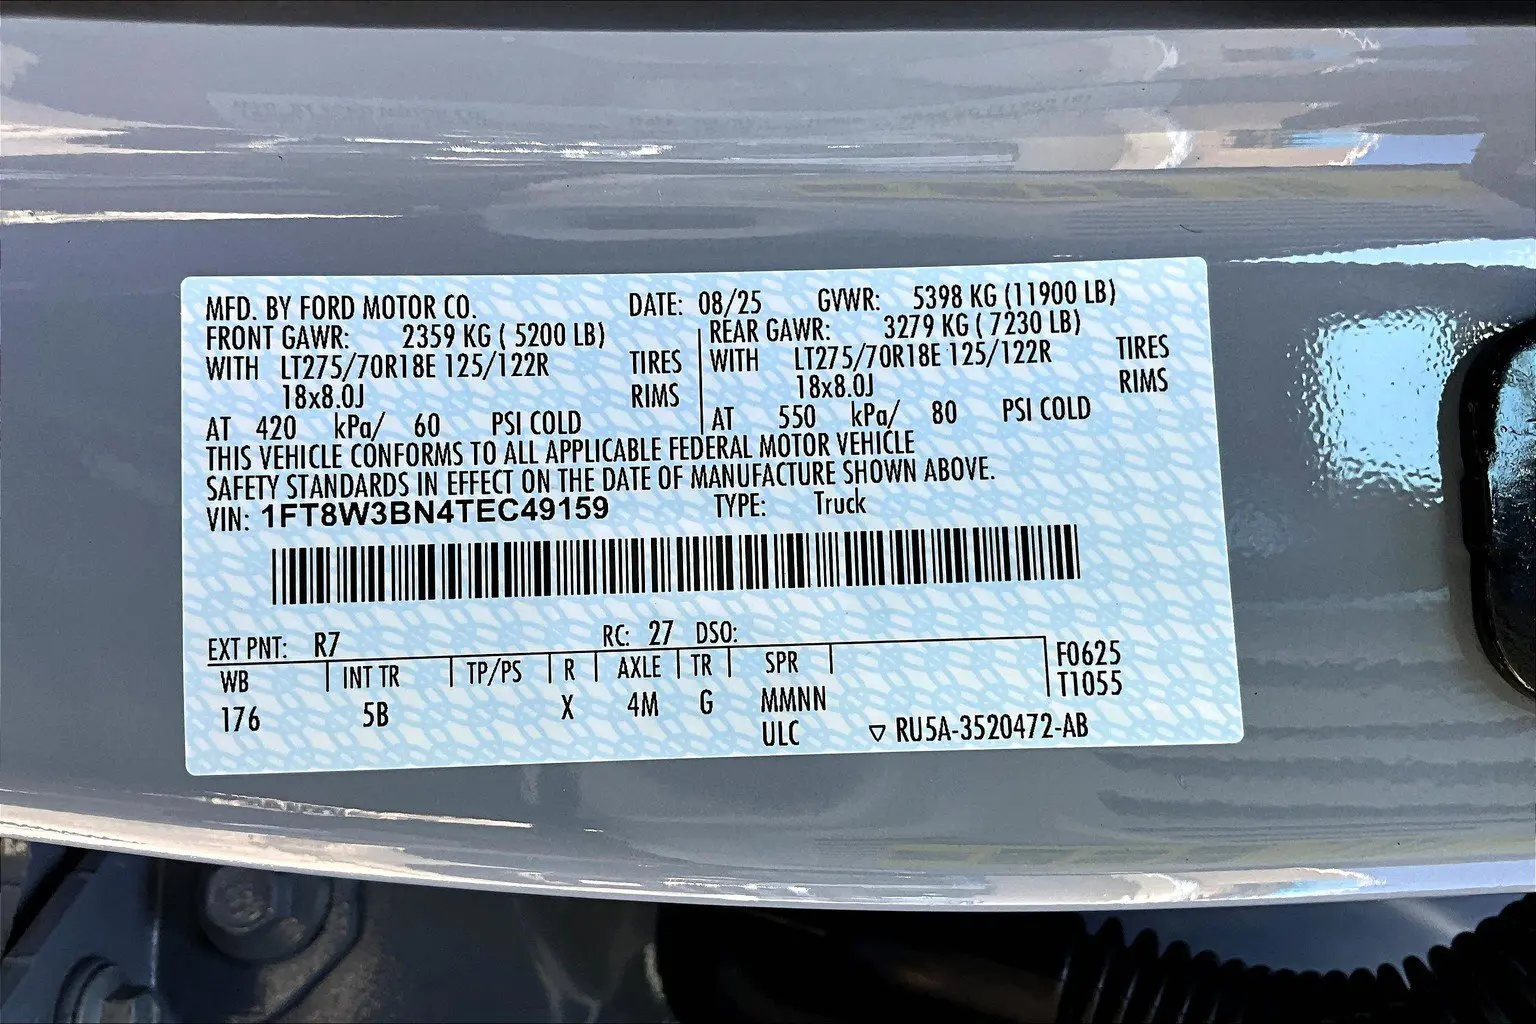 MFD. BY FORD MOTOR CO. DATE: 08/25 GVWR: 5398 KG (11900 LB)
FRONT GAWR: 2359 KG ( 5200 LB) REAR GAWR: 3279 KG ( 7230 LB)
WITH LT275/70R18E 125/122R TIRES WITH LT275/70R18E 125/122R TIRES
18x8.0J RIMS 18x8.0J RIMS
AT 420 kPa/ 60 PSI COLD AT 550 kPa/ 80 PSI COLD
THIS VEHICLE CONFORMS TO ALL APPLICABLE FEDERAL MOTOR VEHICLE
SAFETY STANDARDS IN EFFECT ON THE DATE OF MANUFACTURE SHOWN ABOVE.
VIN: 1FT8W3BN4TEC49159 TYPE: Truck
EXT PNT: R7 RC: 27 DSO:
WB INT TR TP/PS R AXLE TR SPR F0625
176 5B X 4M G MMNN T1055
ULC ▽ RU5A-3520472-AB